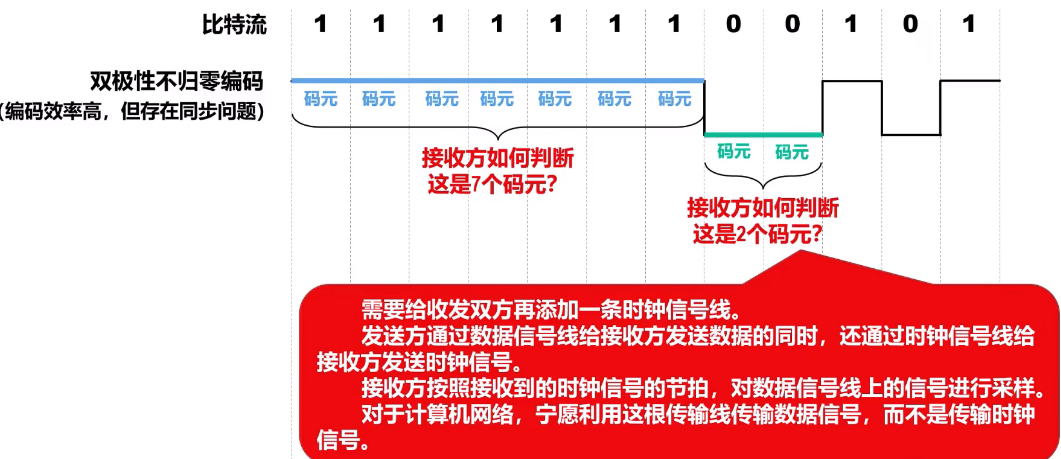 比特流 1 1 1 1 1 1 1 0 0 1 0 1
双极性不归零编码
(编码效率高，但存在同步问题)
码元 码元 码元 码元 码元 码元 码元
码元 码元
接收方如何判断
这是7个码元？
接收方如何判断
这是2个码元？
需要给收发双方再添加一条时钟信号线。
发送方通过数据信号线给接收方发送数据的同时，还通过时钟信号线给
接收方发送时钟信号。
接收方按照接收到的时钟信号的节拍，对数据信号线上的信号进行采样。
对于计算机网络，宁愿利用这根传输线传输数据信号，而不是传输时钟
信号。